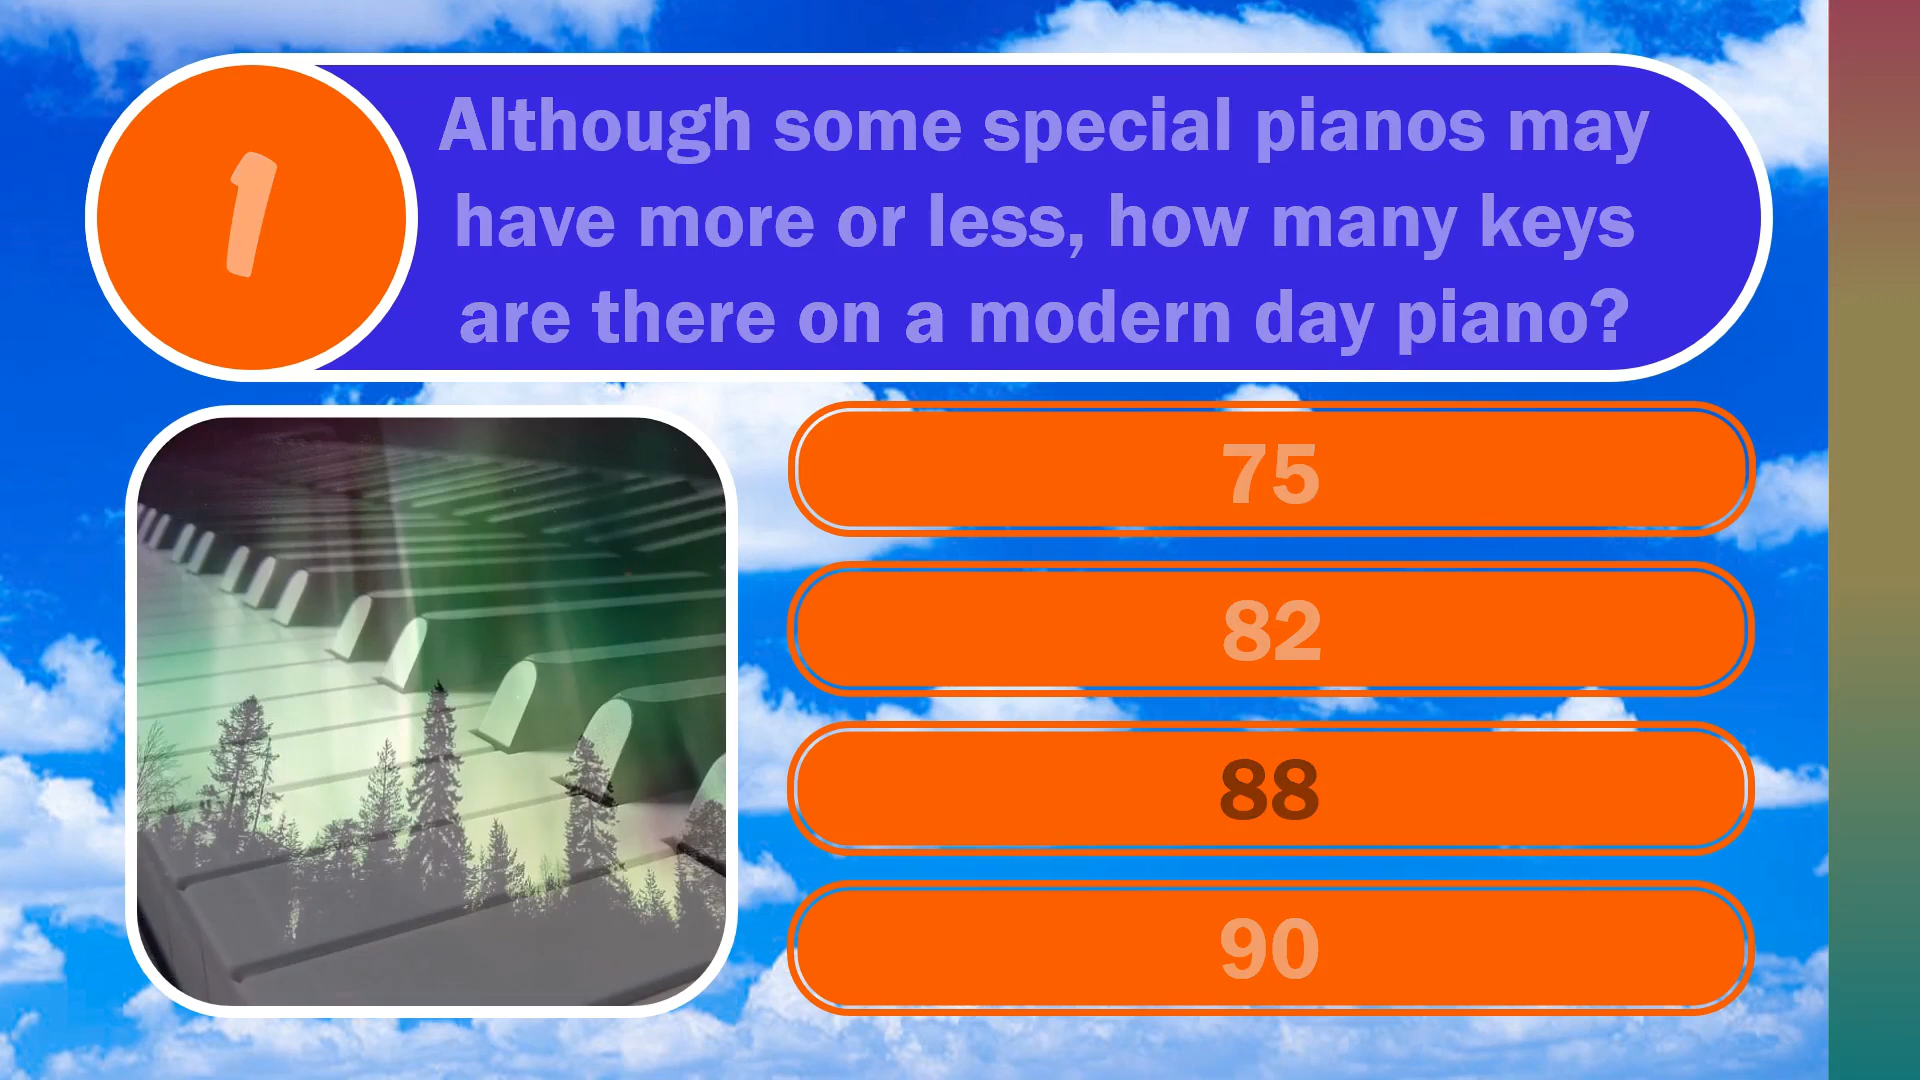 1
Although some special pianos may
have more or less, how many keys
are there on a modern day piano?
75
82
88
90